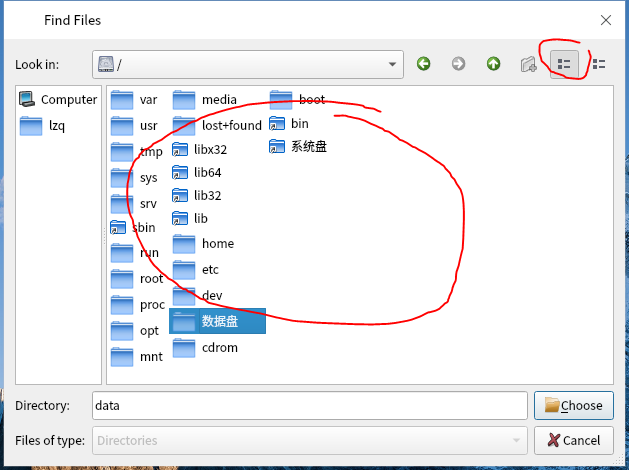 Find Files
Look in:
/
Computer
lzq
var
usr
tmp
sys
srv
sbin
run
root
proc
opt
mnt
media
lost+found
libx32
lib64
lib32
lib
home
etc
dev
数据盘
cdrom
boot
bin
系统盘
Directory:
data
Choose
Files of type:
Directories
Cancel